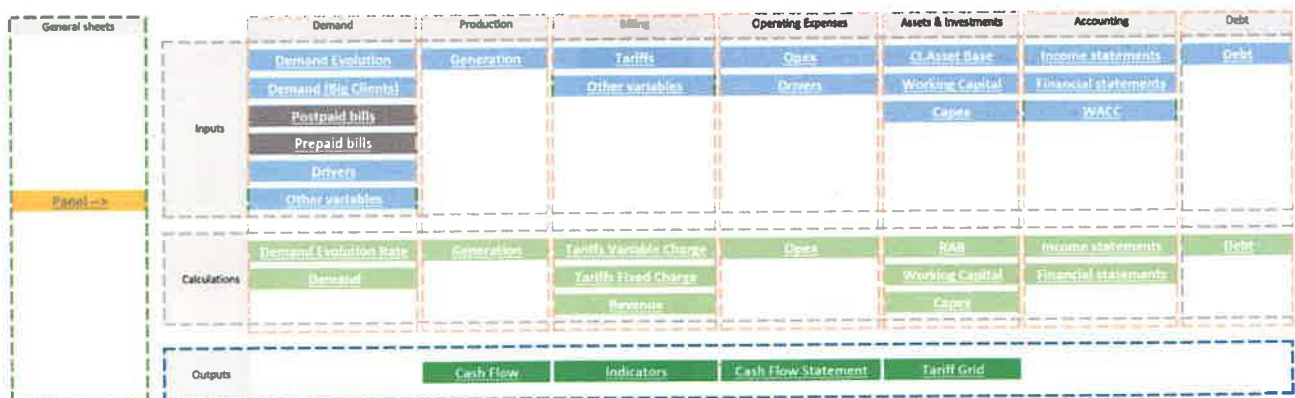 General sheets Demand Production Billing Operating Expenses Assets & Investments Accounting Debt
Demand Evolution Generation Tariffs Opex CI.Asset Base Income statements Debt
Demand (Big Clients) Other variables Drivers Working Capital Financial statements
Inputs Postpaid bills Capex WACC
Prepaid bills
Drivers
Panel --> Other variables
Demand Evolution Rate Generation Tariffs Variable Charge Opex RAB Income statements Debt
Calculations Demand Tariffs Fixed Charge Working Capital Financial statements
Revenue Capex
Outputs Cash Flow Indicators Cash Flow Statement Tariff Grid